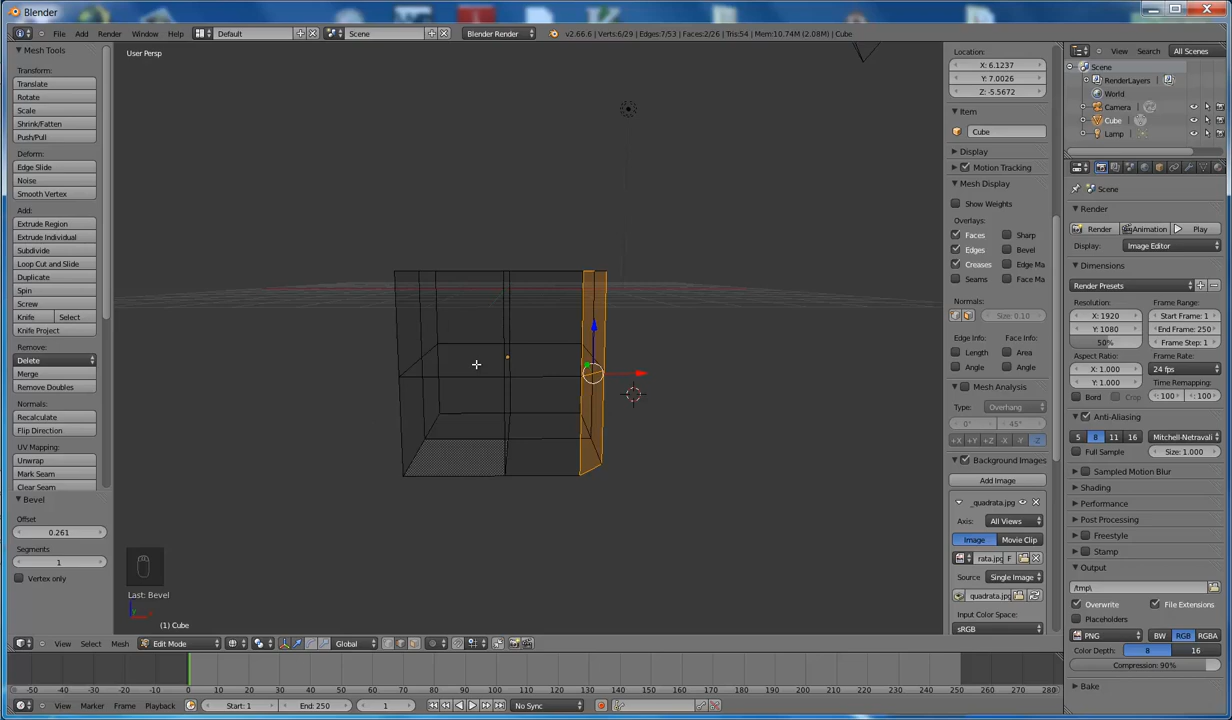 Blender
File Add Render Window Help Default Scene Blender Render v2.66.6 | Verts:6/29 | Edges:7/53 | Faces:2/26 | Tris:54 | Mem:10.74M (2.08M) | Cube
Mesh Tools
Transform:
Translate
Rotate
Scale
Shrink/Fatten
Push/Pull
Deform:
Edge Slide
Noise
Smooth Vertex
Add:
Extrude Region
Extrude Individual
Subdivide
Loop Cut and Slide
Duplicate
Spin
Screw
Knife Select
Knife Project
Remove:
Delete
Merge
Remove Doubles
Normals:
Recalculate
Flip Direction
UV Mapping:
Unwrap
Mark Seam
Clear Seam
Bevel
Offset
0.261
Segments
1
Vertex only
User Persp
Last: Bevel
(1) Cube
View Select Mesh Edit Mode Global
Location:
X: 6.1237
Y: 7.0026
Z: -5.5672
Item
Cube
Display
Motion Tracking
Mesh Display
Show Weights
Overlays:
Faces Sharp
Edges Bevel
Creases Edge Ma
Seams Face Ma
Normals:
Size: 0.10
Edge Info: Face Info:
Length Area
Angle Angle
Mesh Analysis
Type: Overhang
0° 45°
+X +Y +Z -X -Y -Z
Background Images
Add Image
_quadrata.jpg
Axis: All Views
Image Movie Clip
rata.jpg F
Source Single Image
quadrata.jpg
Input Color Space:
sRGB
View Search All Scenes
Scene
RenderLayers
World
Camera
Cube
Lamp
Scene
Render
Render Animation Play
Display: Image Editor
Dimensions
Render Presets
Resolution: Frame Range:
X: 1920 Start Frame: 1
Y: 1080 End Frame: 250
50% Frame Step: 1
Aspect Ratio: Frame Rate:
X: 1.000 24 fps
Y: 1.000 Time Remapping:
Bord Crop :100 :100
Anti-Aliasing
5 8 11 16 Mitchell-Netravali
Full Sample Size: 1.000
Sampled Motion Blur
Shading
Performance
Post Processing
Freestyle
Stamp
Output
/tmp\
Overwrite File Extensions
Placeholders
PNG BW RGB RGBA
Color Depth: 8 16
Compression: 90%
Bake
-50 -40 -30 -20 -10 0 10 20 30 40 50 60 70 80 90 100 110 120 130 140 150 160 170 180 190 200 210 220 230 240 250 260 270 280
View Marker Frame Playback Start: 1 End: 250 1 No Sync